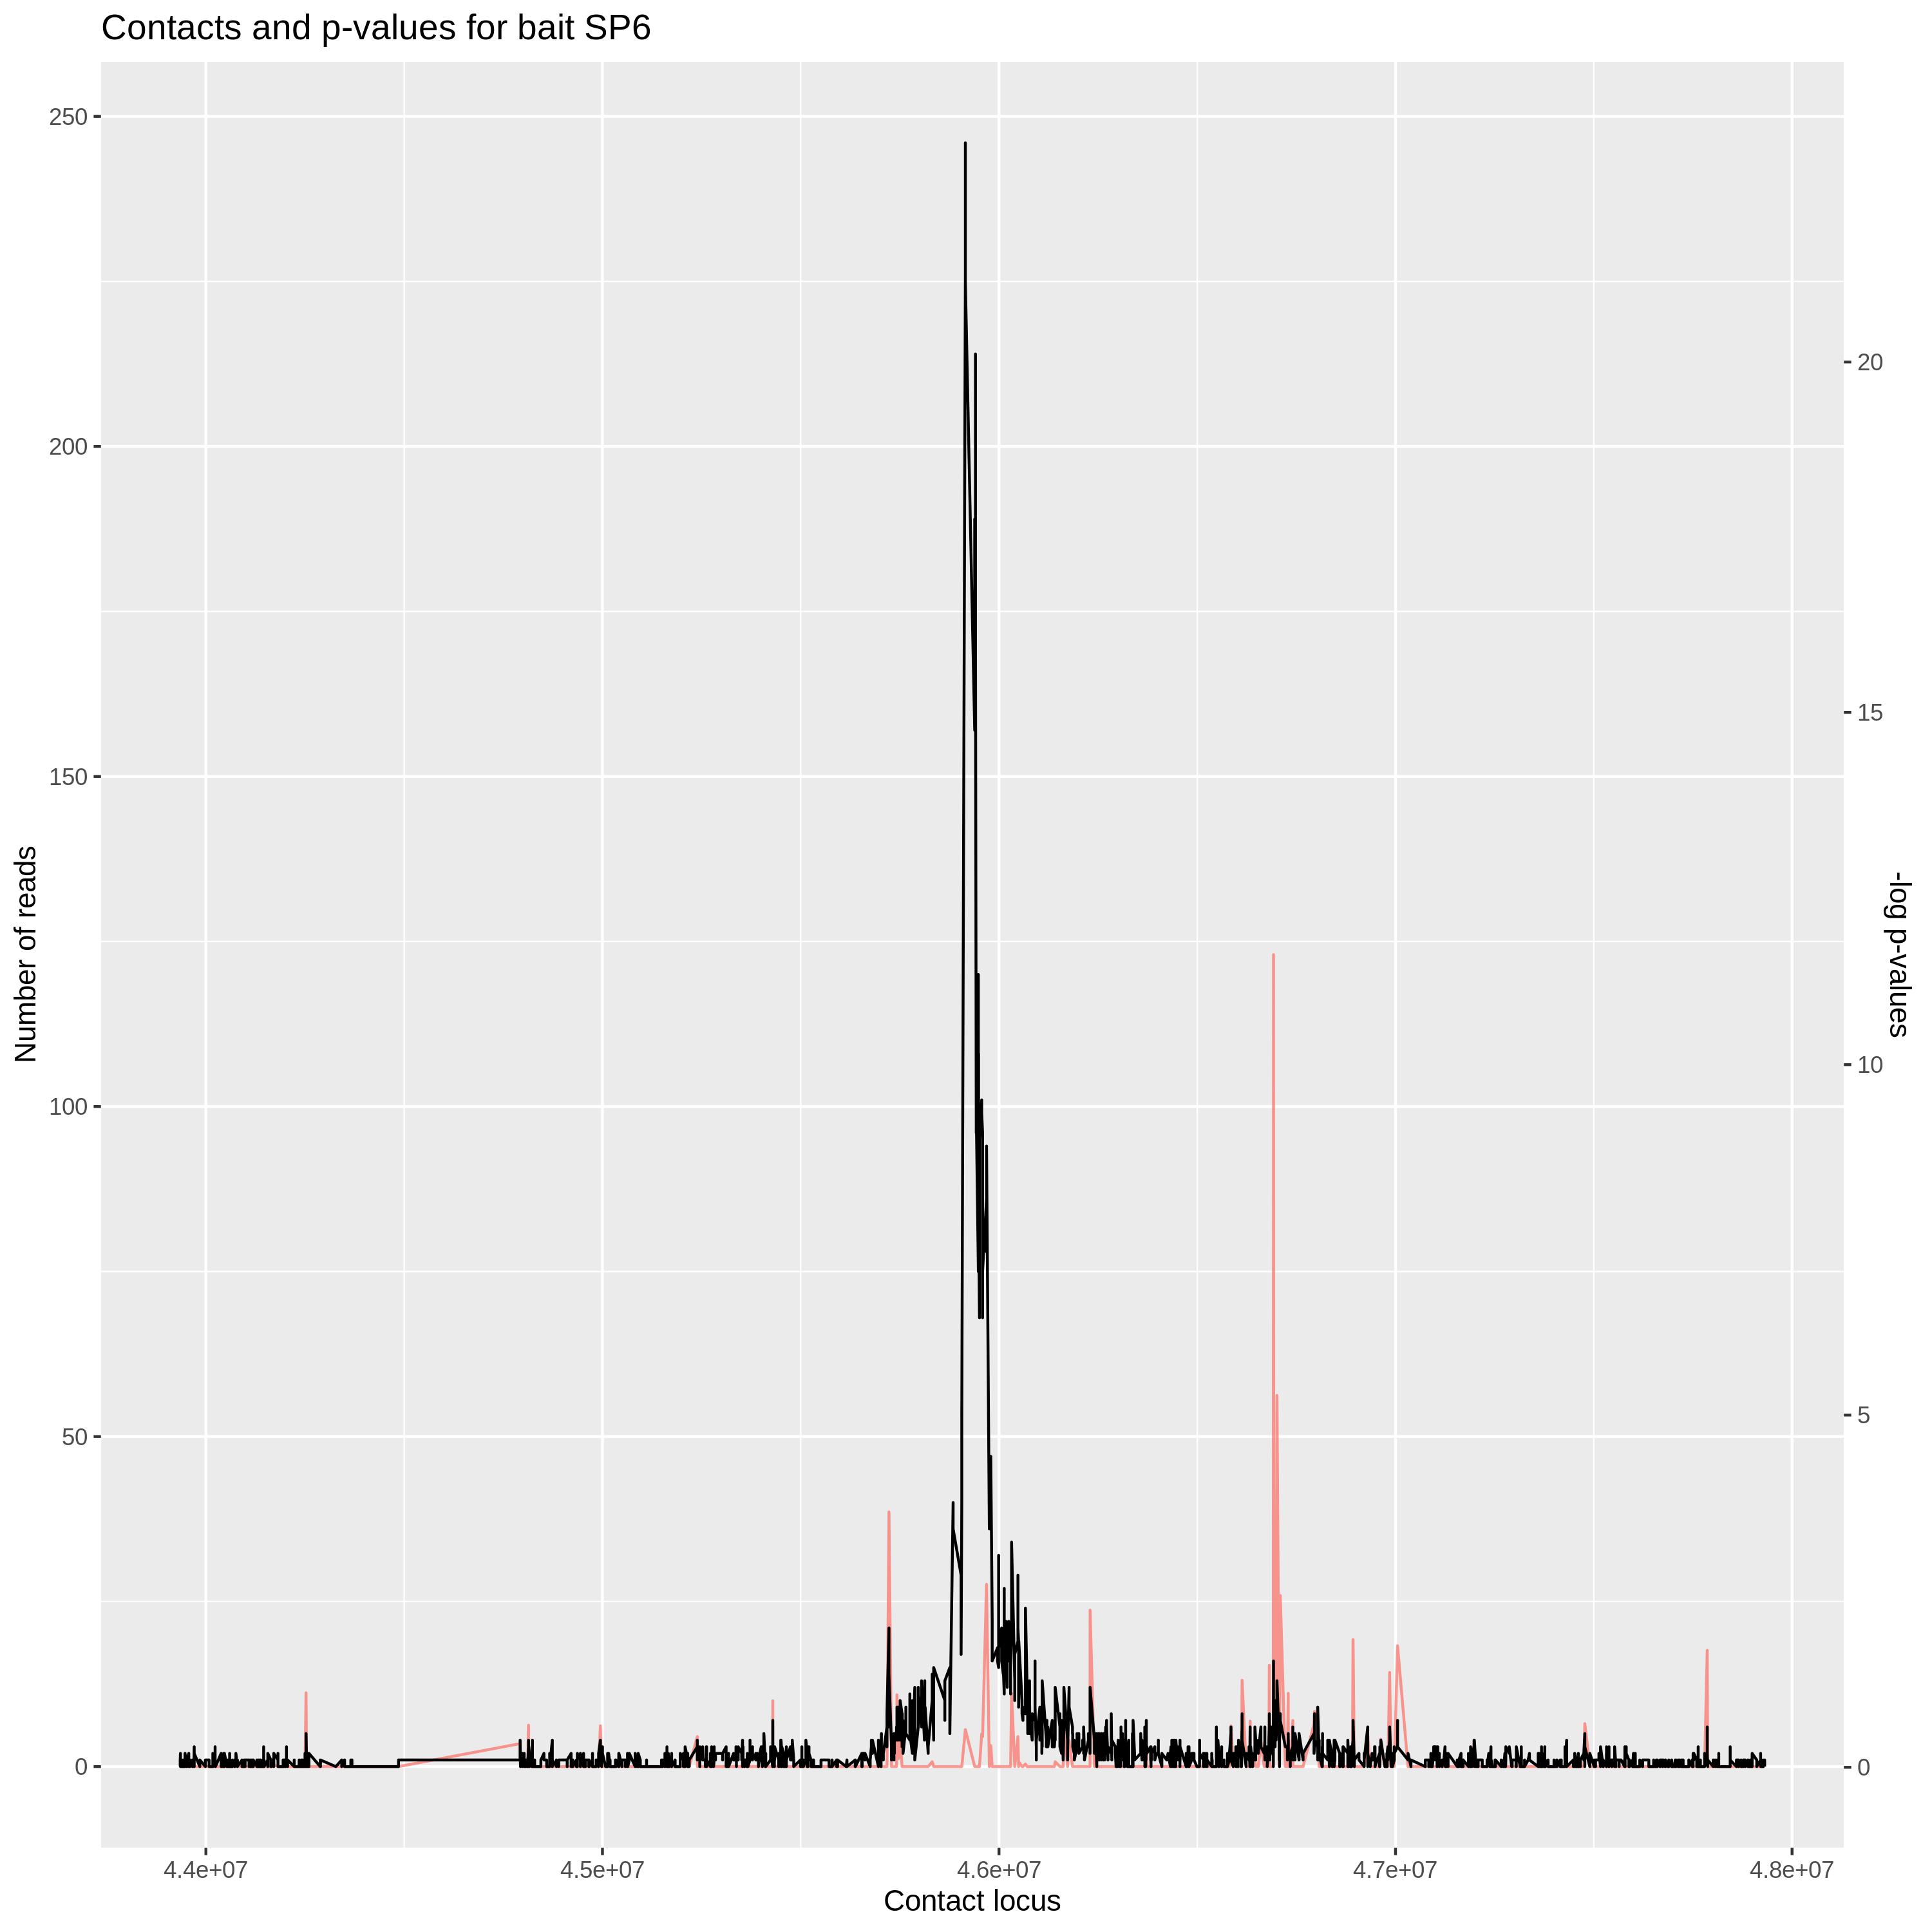 Contacts and p-values for bait SP6
250
200
150
100
50
0
Number of reads
20
15
10
5
0
-log p-values
4.4e+07 4.5e+07 4.6e+07 4.7e+07 4.8e+07
Contact locus